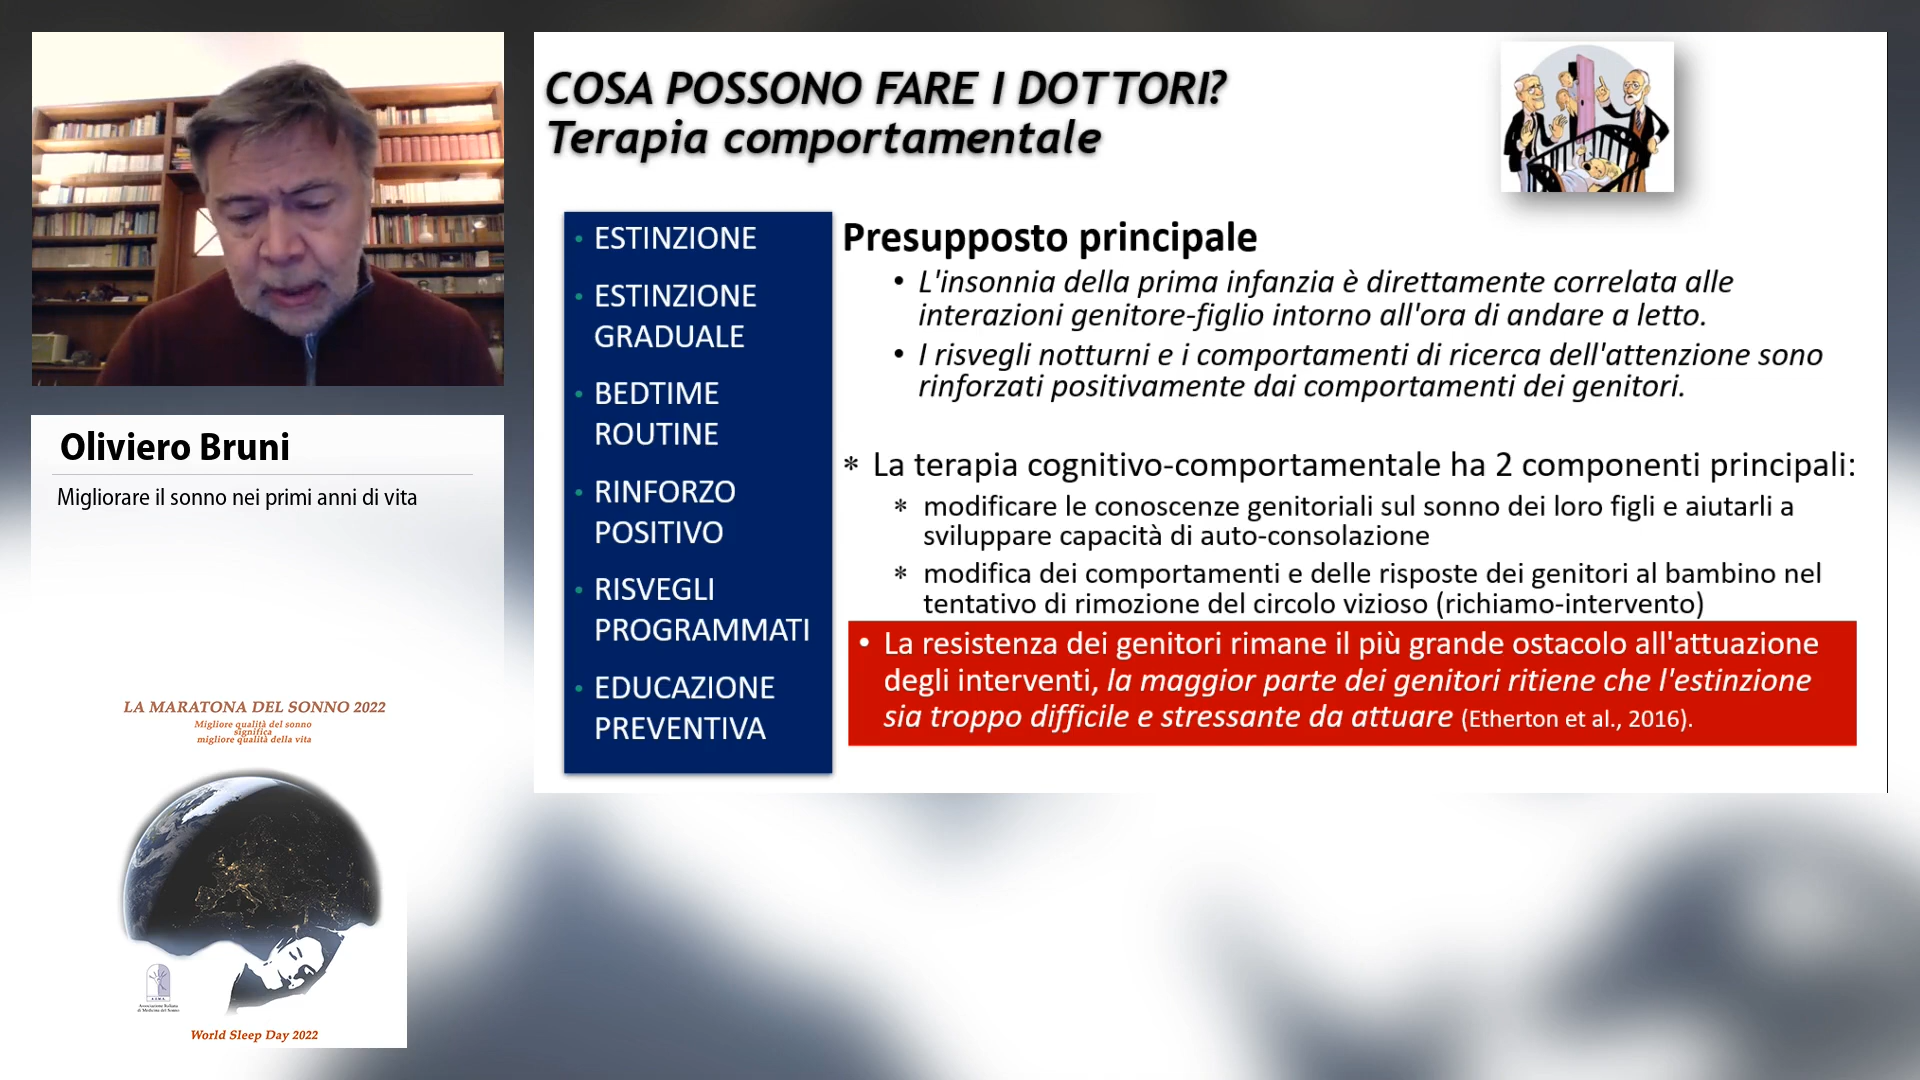 COSA POSSONO FARE I DOTTORI?
Terapia comportamentale
• ESTINZIONE
• ESTINZIONE
GRADUALE
• BEDTIME
ROUTINE
• RINFORZO
POSITIVO
• RISVEGLI
PROGRAMMATI
• EDUCAZIONE
PREVENTIVA
Presupposto principale
• L'insonnia della prima infanzia è direttamente correlata alle
interazioni genitore-figlio intorno all'ora di andare a letto.
• I risvegli notturni e i comportamenti di ricerca dell'attenzione sono
rinforzati positivamente dai comportamenti dei genitori.
* La terapia cognitivo-comportamentale ha 2 componenti principali:
* modificare le conoscenze genitoriali sul sonno dei loro figli e aiutarli a
sviluppare capacità di auto-consolazione
* modifica dei comportamenti e delle risposte dei genitori al bambino nel
tentativo di rimozione del circolo vizioso (richiamo-intervento)
• La resistenza dei genitori rimane il più grande ostacolo all'attuazione
degli interventi, la maggior parte dei genitori ritiene che l'estinzione
sia troppo difficile e stressante da attuare (Etherton et al., 2016).
Oliviero Bruni
Migliorare il sonno nei primi anni di vita
LA MARATONA DEL SONNO 2022
Migliore qualità del sonno
significa
migliore qualità della vita
Associazione Italiana
di Medicina del Sonno
World Sleep Day 2022